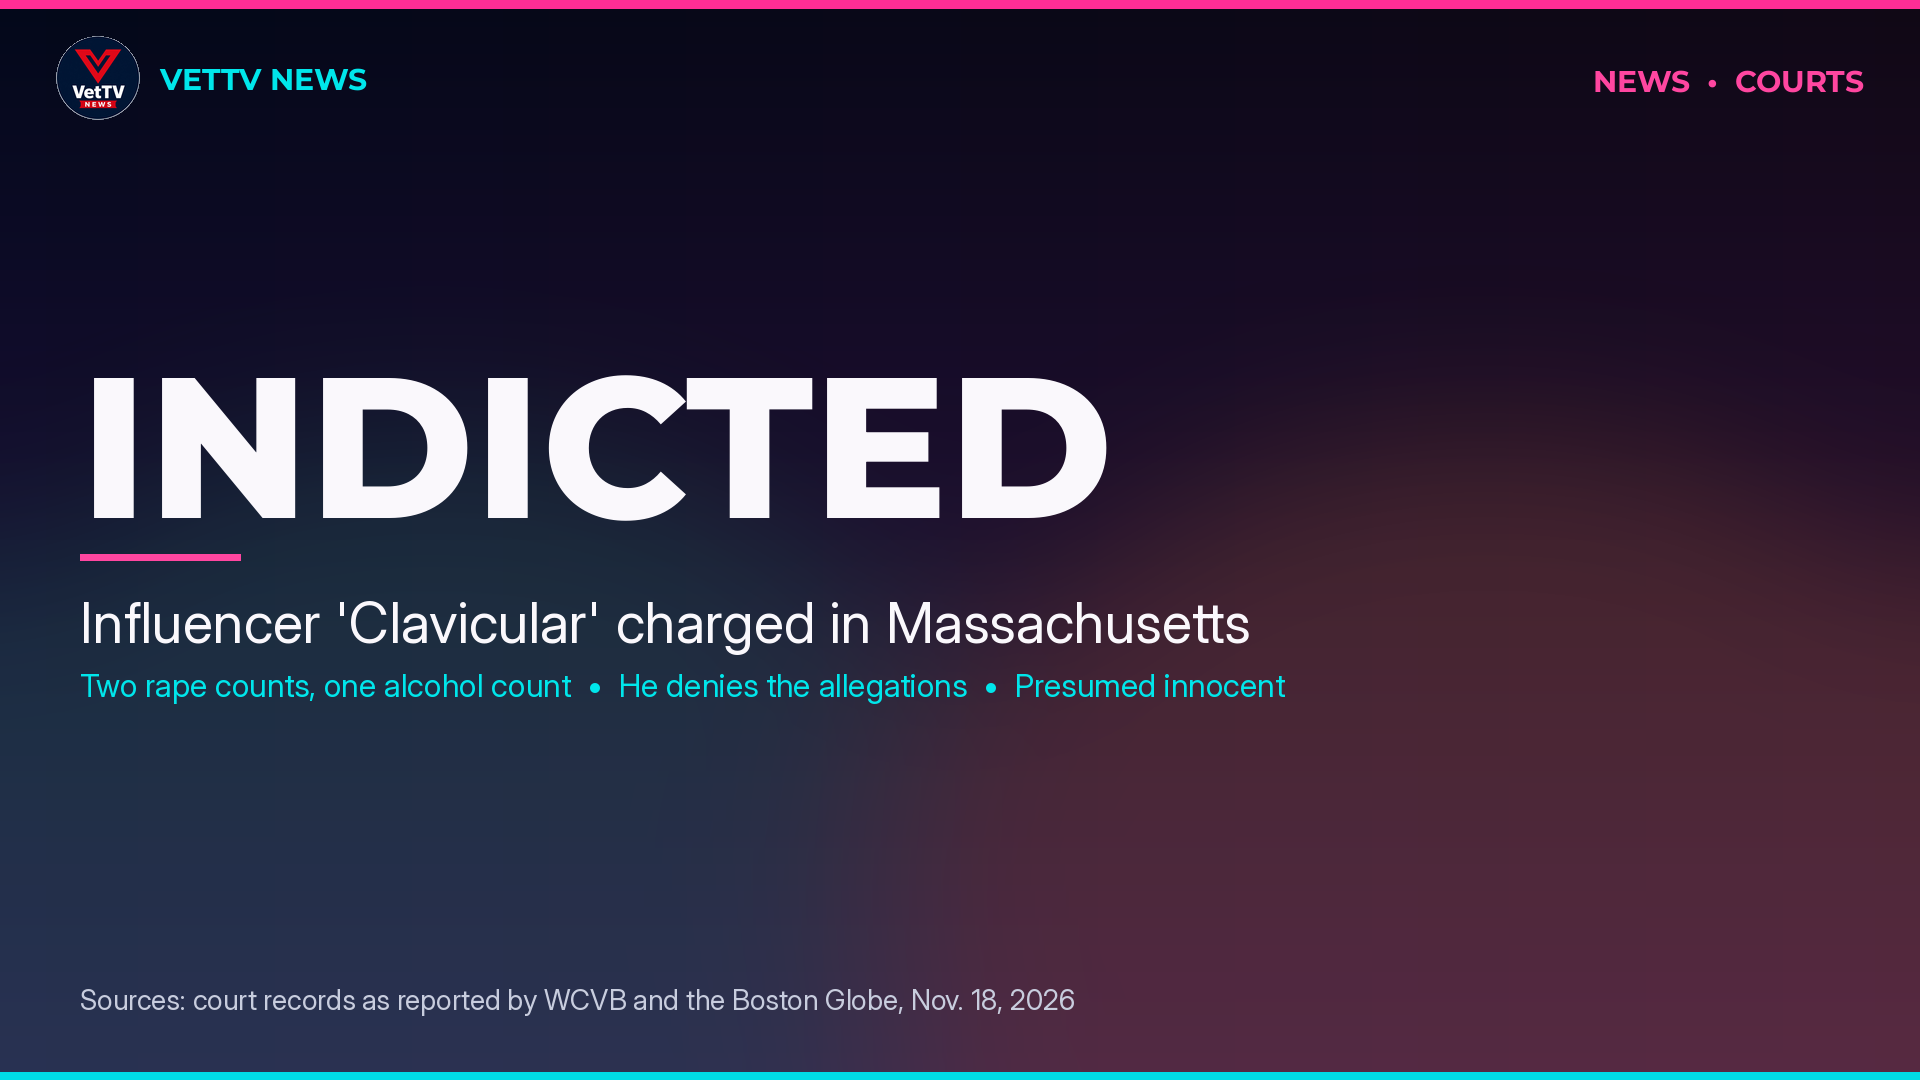 VetTV
NEWS
VETTV NEWS
NEWS • COURTS
INDICTED
Influencer 'Clavicular' charged in Massachusetts
Two rape counts, one alcohol count • He denies the allegations • Presumed innocent
Sources: court records as reported by WCVB and the Boston Globe, Nov. 18, 2026